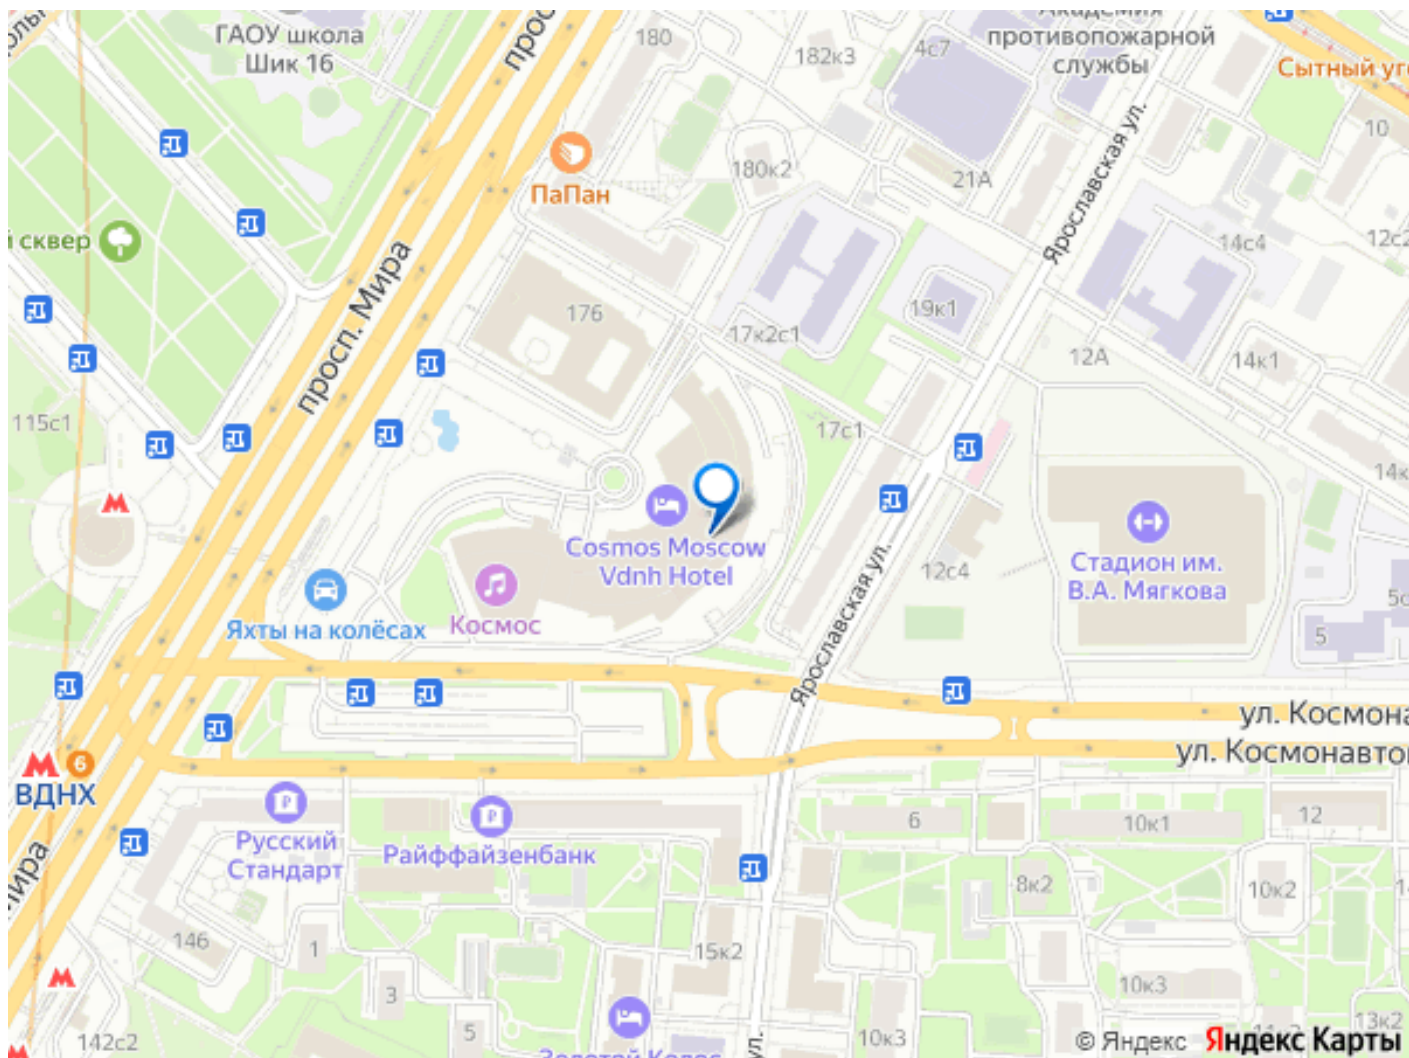 ГАОУ школа
Шик 16
180
182к3
4с7
противопожарной
службы
Сытный уг
10
ПаПан
180к2
21А
Ярославская ул.
14с4
12с2
й сквер
просп. Мира
176
19к1
17к2с1
12А
14к1
115с1
17с1
14к
Cosmos Moscow
Vdnh Hotel
Стадион им.
В.А. Мягкова
12с4
5
Яхты на колёсах
Космос
Ярославская ул.
ул. Космона
ул. Космонавто
6
ВДНХ
Русский
Стандарт
Райффайзенбанк
6
10к1
12
8к2
10к2
146
1
15к2
3
10к3
5
10к3
13к2
142с2
Золотой Колос
ул.
© Яндекс Яндекс Карты